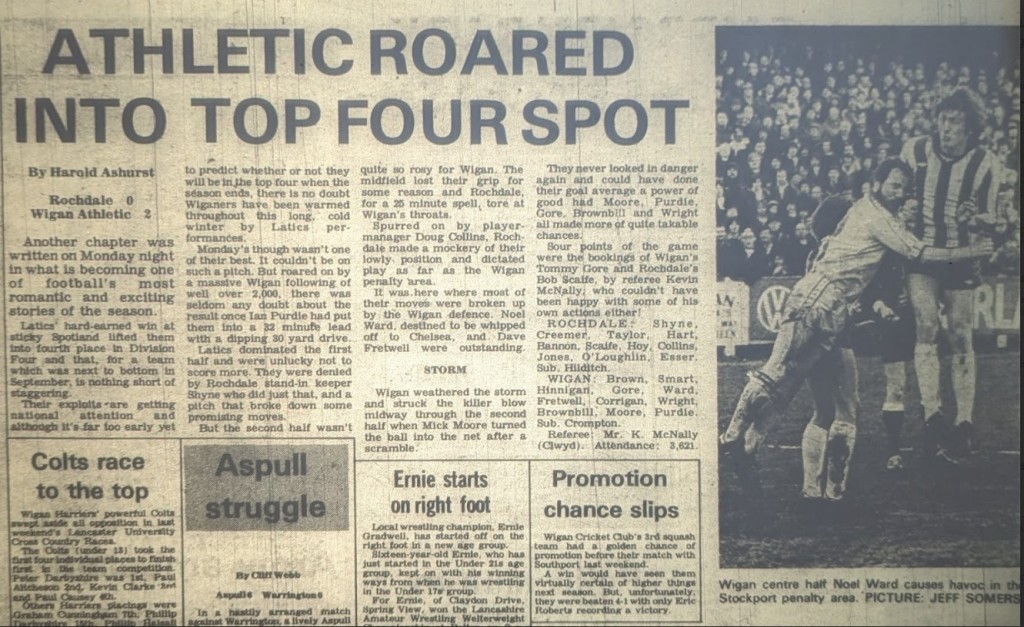 ATHLETIC ROARED
INTO TOP FOUR SPOT
By Harold Ashurst
Rochdale 0
Wigan Athletic 2
Another chapter was
written on Monday night
in what is becoming one
of football's most
romantic and exciting
stories of the season.
Latics' hard-earned win at
sticky Spotland lifted them
into fourth place in Division
Four and that, for a team
which was next to bottom in
September, is nothing short of
staggering.
Their exploits are getting
national attention and
although it's far too early yet
to predict whether or not they
will be in the top four when the
season ends, there is no doubt
Wiganers have been warmed
throughout this long, cold
winter by Latics per-
formances.
Monday's though wasn't one
of their best. It couldn't be on
such a pitch. But roared on by
a massive Wigan following of
well over 2,000, there was
seldom any doubt about the
result once Ian Purdie had put
them into a 32 minute lead
with a dipping 30 yard drive.
Latics dominated the first
half and were unlucky not to
score more. They were denied
by Rochdale stand-in keeper
Shyne who did just that, and a
pitch that broke down some
promising moves.
But the second half wasn't
quite so rosy for Wigan. The
midfield lost their grip for
some reason and Rochdale,
for a 25 minute spell, tore at
Wigan's throats.
Spurred on by player-
manager Doug Collins, Roch-
dale made a mockery of their
lowly position and dictated
play as far as the Wigan
penalty area.
It was here where most of
their moves were broken up
by the Wigan defence. Noel
Ward, destined to be whipped
off to Chelsea, and Dave
Fretwell were outstanding.
STORM
Wigan weathered the storm
and struck the killer blow
midway through the second
half when Mick Moore turned
the ball into the net after a
scramble.
They never looked in danger
again and could have done
their goal average a power of
good had Moore, Purdie,
Gore, Brownbill and Wright
all made more of quite takable
chances.
Sour points of the game
were the bookings of Wigan's
Tommy Gore and Rochdale's
Bob Scaife, by referee Kevin
McNally, who couldn't have
been happy with some of his
own actions either!
ROCHDALE: Shyne,
Creemer, Taylor, Hart,
Bannon, Scaife, Hoy, Collins,
Jones, O'Loughlin, Esser.
Sub. Hilditch.
WIGAN: Brown, Smart,
Hinnigan, Gore, Ward,
Fretwell, Corrigan, Wright,
Brownbill, Moore, Purdie.
Sub. Crompton.
Referee: Mr. K. McNally
(Clwyd). Attendance: 3,621.
Colts race
to the top
Wigan Harriers' powerful Colts
swept aside all opposition in last
weekend's Lancaster University
Cross Country Races.
The Colts (under 13) took the
first four individual places to finish
first in the team competition.
Peter Darbyshire was 1st, Paul
Aitcheson 2nd, Kevin Clarke 3rd
and Paul Causey 4th.
Others Harriers placings were
Graham Cunningham 7th, Phillip
Aspull
struggle
By Cliff Webb
Aspull 6 Warrington 6
In a hastily arranged match
against Warrington, a lively Aspull
Ernie starts
on right foot
Local wrestling champion, Ernie
Gradwell, has started off on the
right foot in a new age group.
Sixteen-year-old Ernie, who has
just started in the Under 21s age
group, kept on with his winning
ways from when he was wrestling
in the Under 17s group.
For Ernie, of Claydon Drive,
Spring View, won the Lancashire
Amateur Wrestling Welterweight
Promotion
chance slips
Wigan Cricket Club's 3rd squash
team had a golden chance of
promotion before their match with
Southport last weekend.
A win would have seen them
virtually certain of higher things
next season. But, unfortunately,
they were beaten 4-1 with only Eric
Roberts recording a victory.
Wigan centre half Noel Ward causes havoc in th
Stockport penalty area. PICTURE: JEFF SOMERS